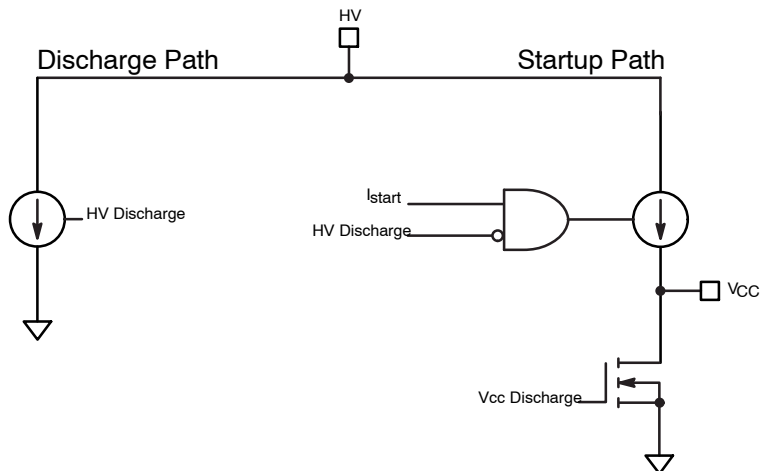 HV
Discharge Path
Startup Path
Istart
HV Discharge
HV Discharge
VCC
Vcc Discharge